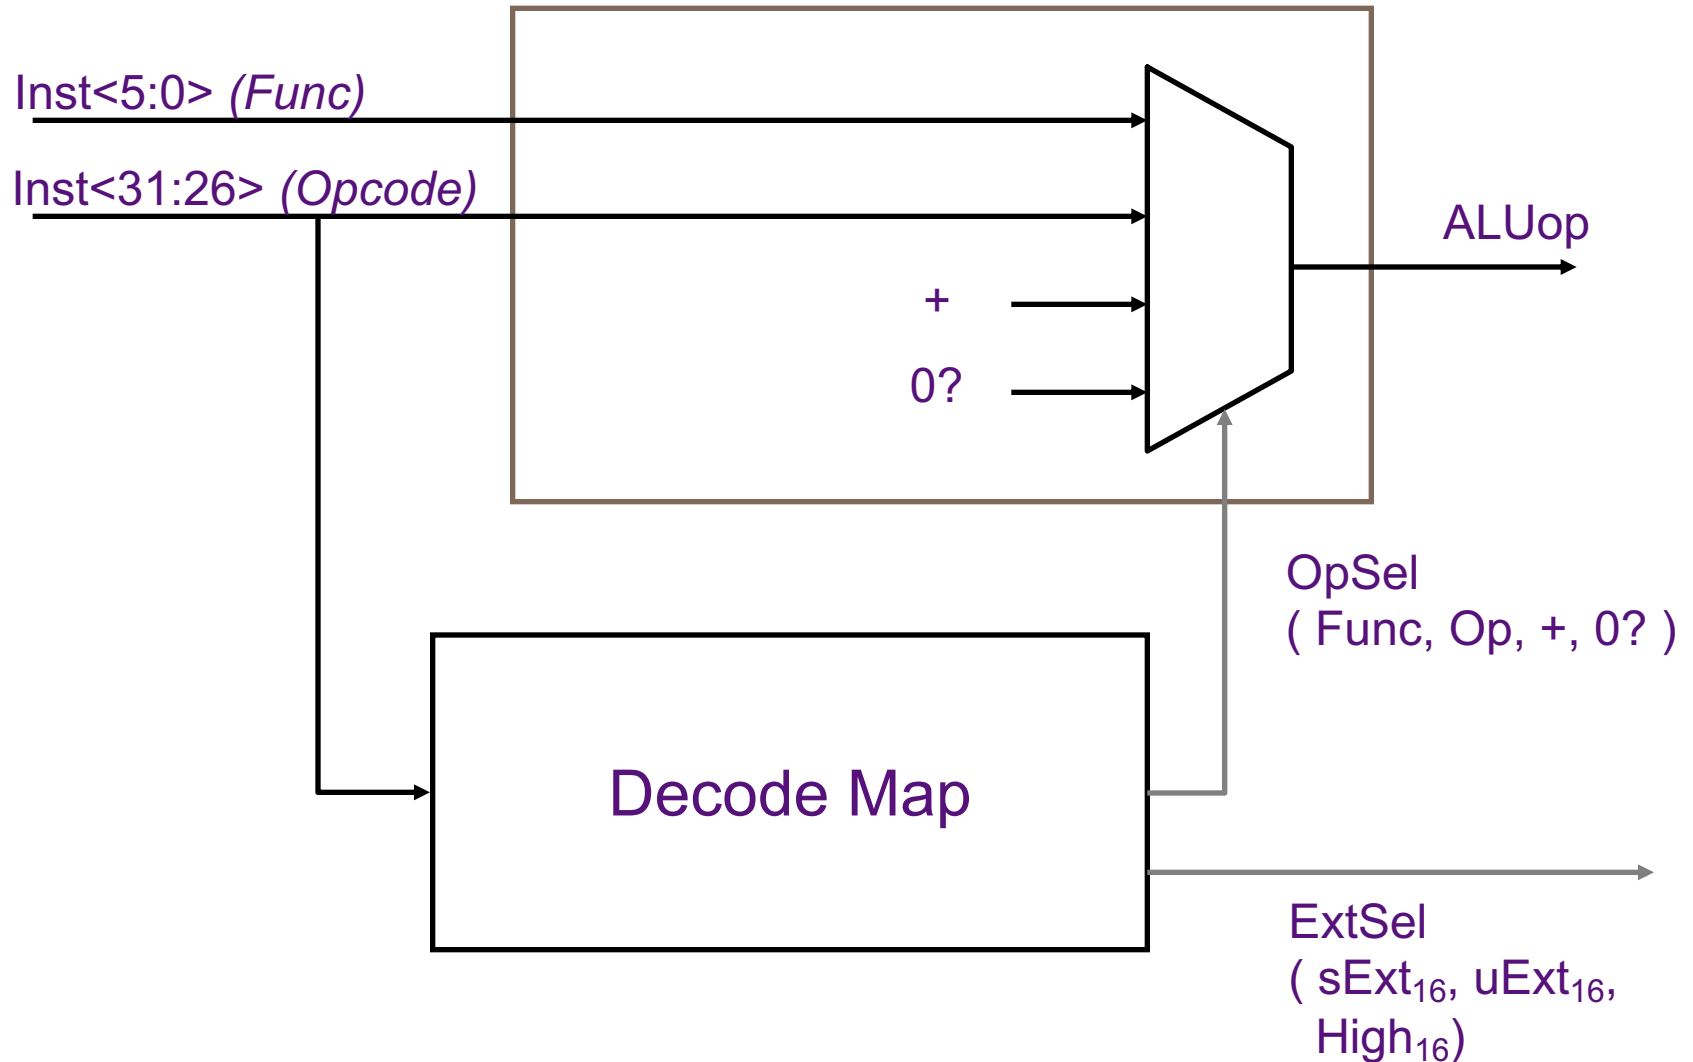 Inst<5:0> (Func)
Inst<31:26> (Opcode)
ALUop
+
0?
OpSel
( Func, Op, +, 0? )
Decode Map
ExtSel
( sExt₁₆, uExt₁₆,
High₁₆)